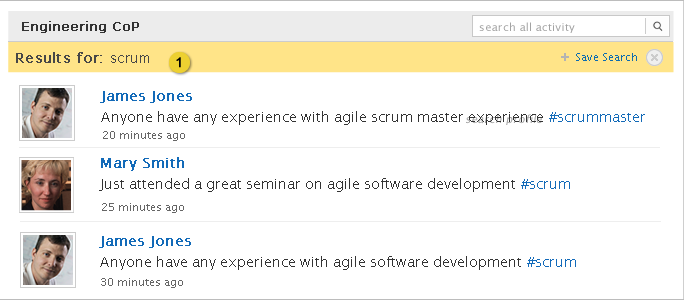 Engineering CoP
search all activity
Results for: scrum
1
+ Save Search
James Jones
Anyone have any experience with agile scrum master experience #scrummaster
search profile
20 minutes ago
Mary Smith
Just attended a great seminar on agile software development #scrum
25 minutes ago
James Jones
Anyone have any experience with agile software development #scrum
30 minutes ago